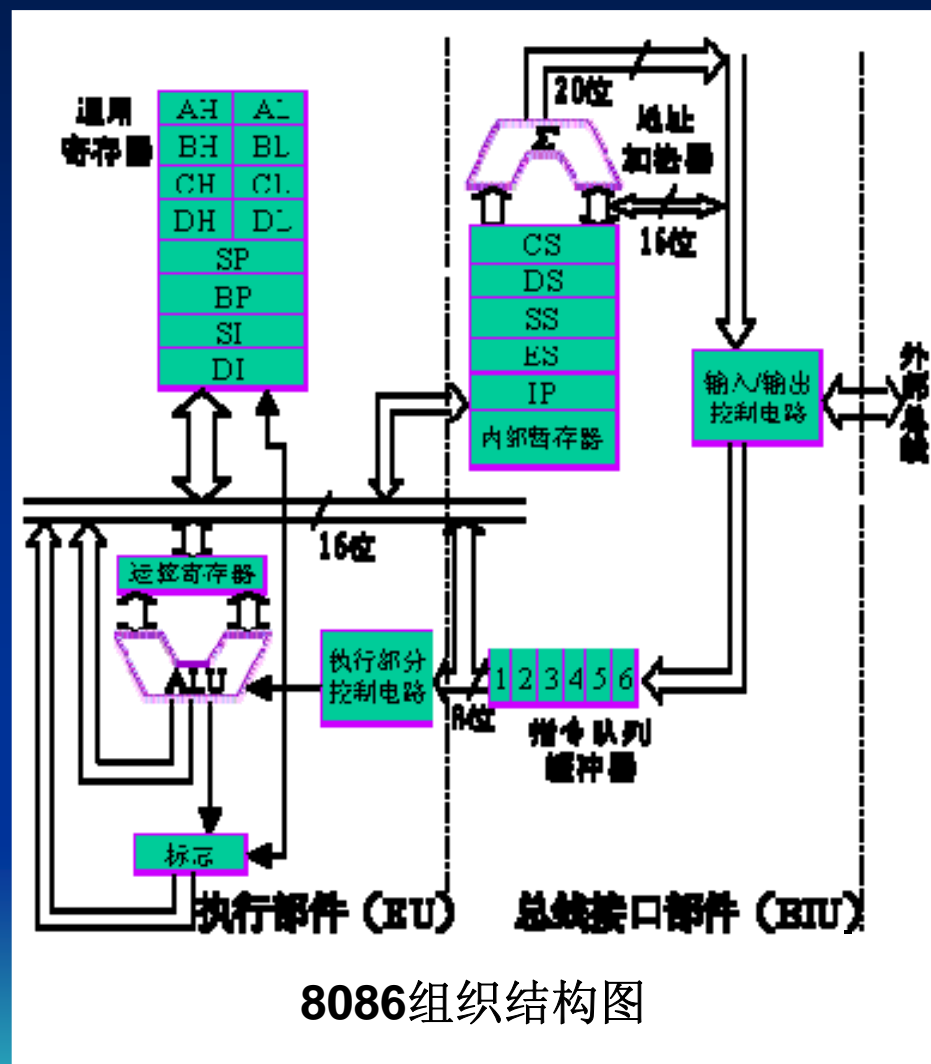 通用
寄存器
AH AL
BH BL
CH CL
DH DL
SP
BP
SI
DI
20位
Σ
地址
加法器
16位
CS
DS
SS
ES
IP
内部暂存器
输入/输出
控制电路
外部总线
16位
运算寄存器
ALU
执行部分
控制电路
8位
1 2 3 4 5 6
指令队列
缓冲器
标志
执行部件（EU）
总线接口部件（BIU）
8086组织结构图